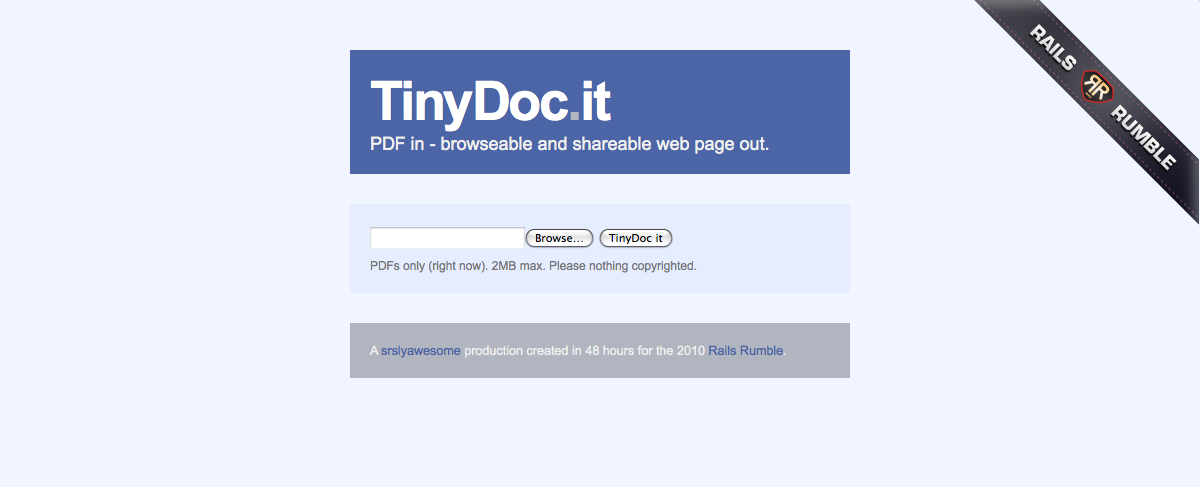 TinyDoc.it
PDF in - browseable and shareable web page out.
Browse... TinyDoc it
PDFs only (right now). 2MB max. Please nothing copyrighted.
A srslyawesome production created in 48 hours for the 2010 Rails Rumble.
RAILS RR RUMBLE